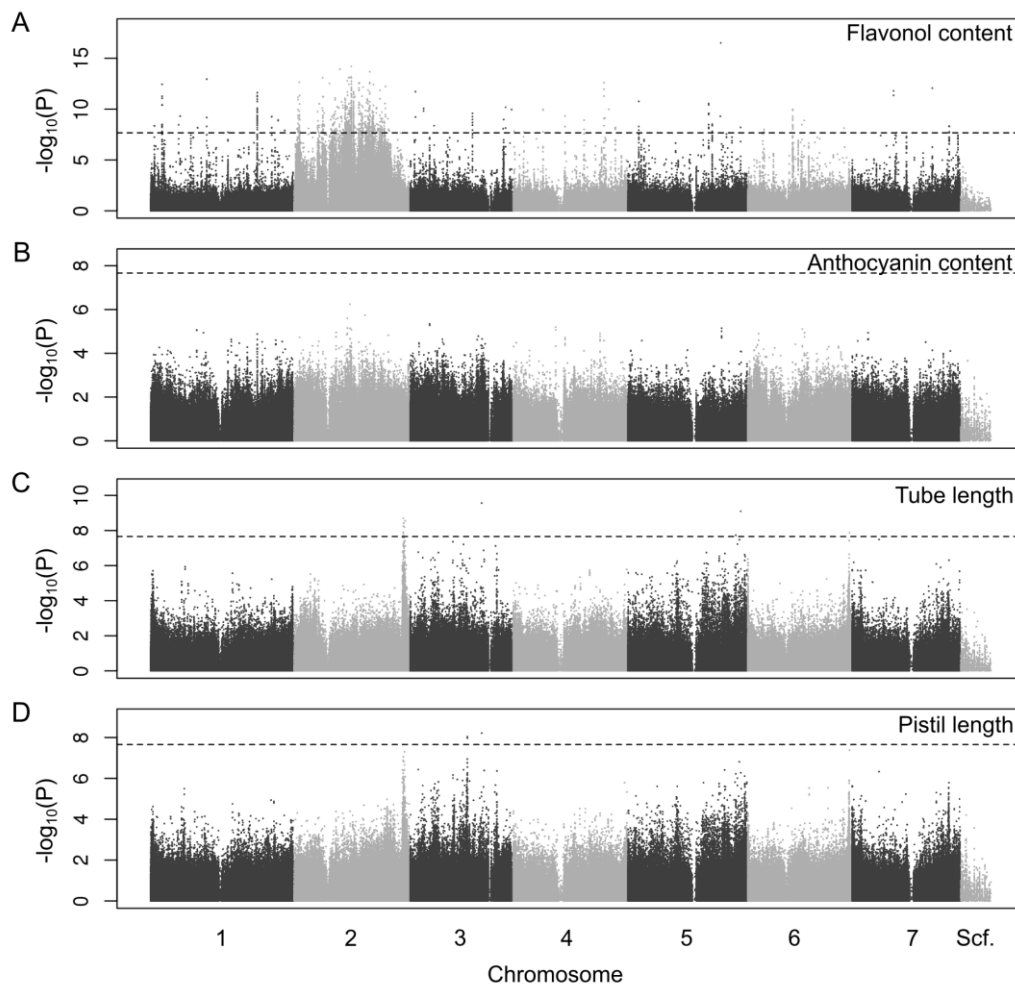 A
Flavonol content
-log₁₀(P)
0 5 10 15
B
Anthocyanin content
-log₁₀(P)
0 2 4 6 8
C
Tube length
-log₁₀(P)
0 2 4 6 8 10
D
Pistil length
-log₁₀(P)
0 2 4 6 8
1 2 3 4 5 6 7 Scf.
Chromosome